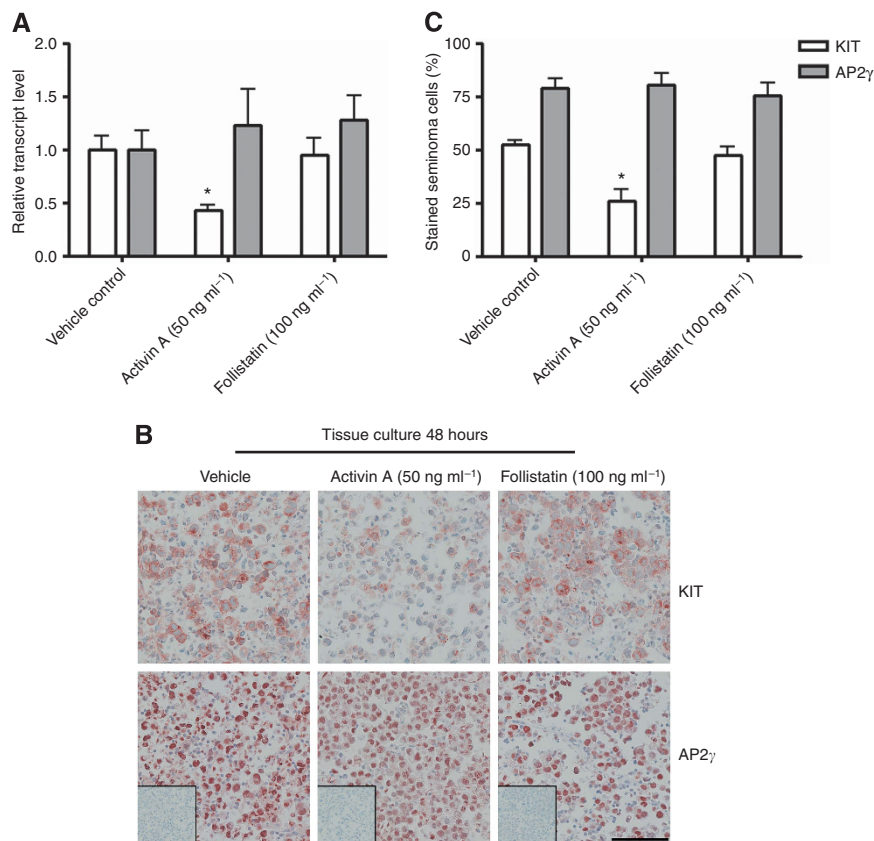 A
2.0
1.5
1.0
0.5
0.0
Relative transcript level
*
Vehicle control
Activin A (50 ng ml⁻¹)
Follistatin (100 ng ml⁻¹)
C
100
75
50
25
0
Stained seminoma cells (%)
*
Vehicle control
Activin A (50 ng ml⁻¹)
Follistatin (100 ng ml⁻¹)
KIT
AP2γ
B
Tissue culture 48 hours
Vehicle
Activin A (50 ng ml⁻¹)
Follistatin (100 ng ml⁻¹)
KIT
AP2γ